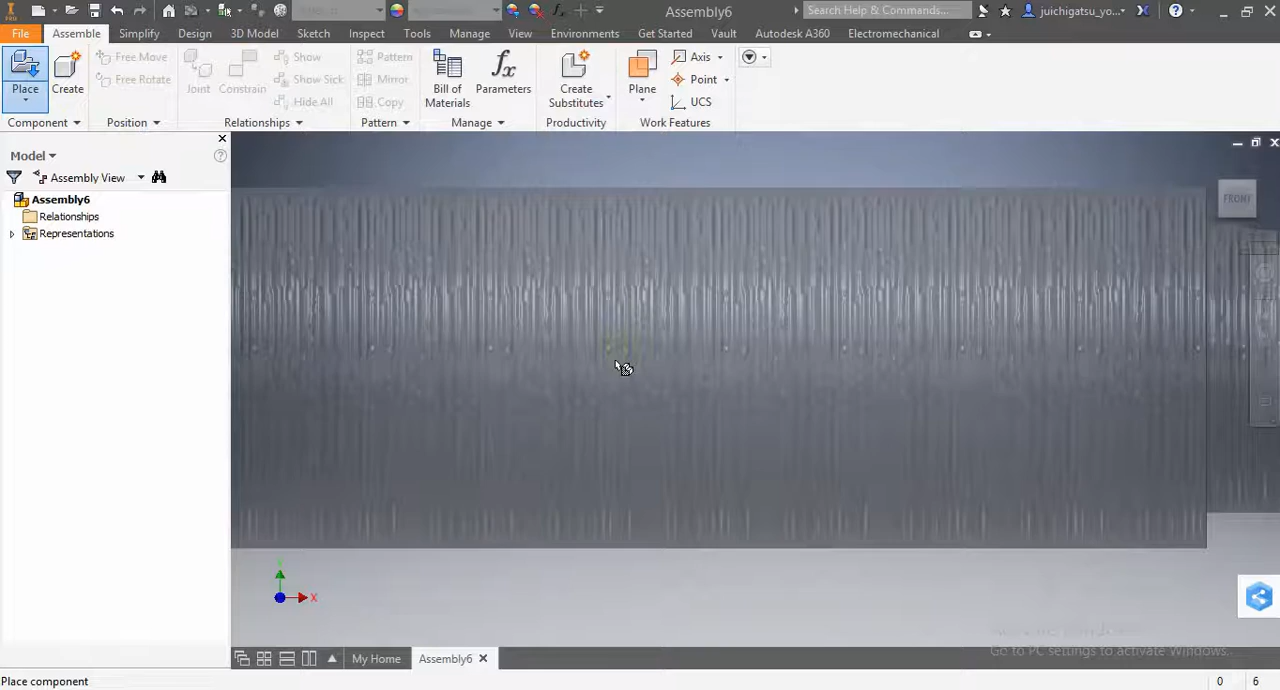 Assembly6
Search Help & Commands...
juichigatsu_yo...
File
Assemble
Simplify
Design
3D Model
Sketch
Inspect
Tools
Manage
View
Environments
Get Started
Vault
Autodesk A360
Electromechanical
Place
Create
Free Move
Free Rotate
Joint
Constrain
Show
Show Sick
Hide All
Pattern
Mirror
Copy
Bill of
Materials
Parameters
Create
Substitutes
Plane
Axis
Point
UCS
Component
Position
Relationships
Pattern
Manage
Productivity
Work Features
Model
Assembly View
Assembly6
Relationships
Representations
FRONT
X
Go to PC settings to activate Windows.
My Home
Assembly6
Place component
0
6